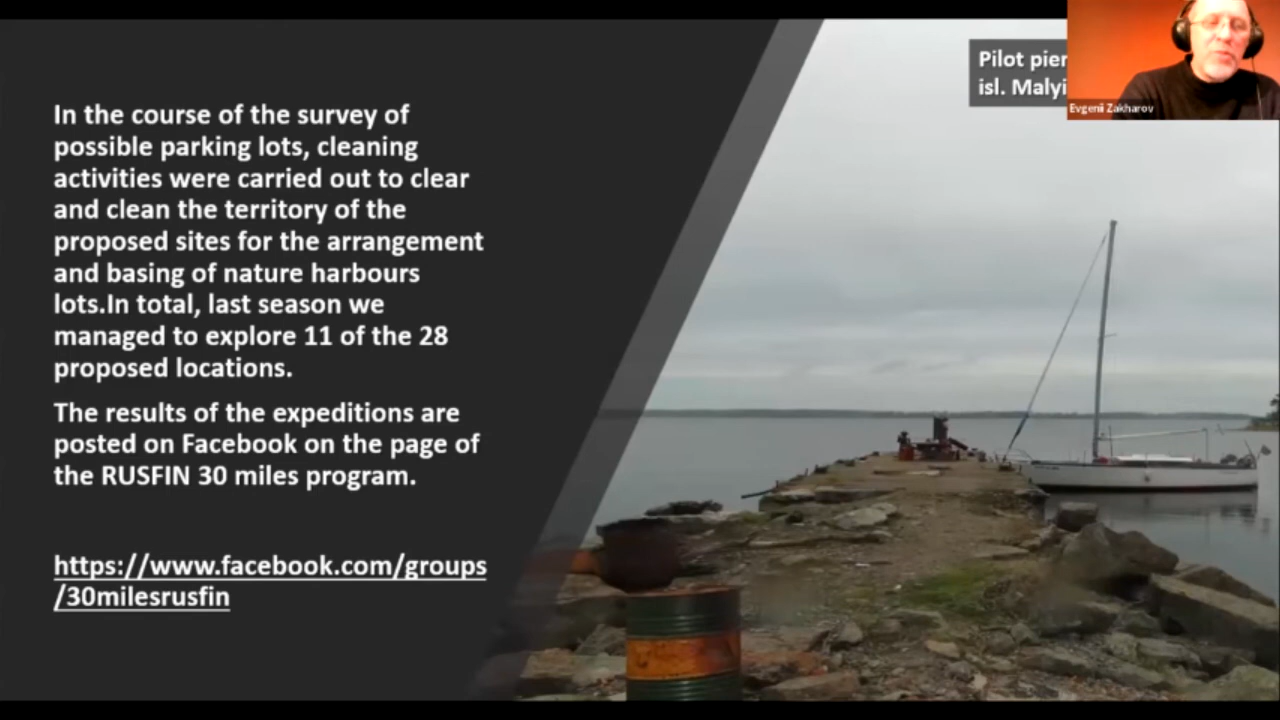 In the course of the survey of
possible parking lots, cleaning
activities were carried out to clear
and clean the territory of the
proposed sites for the arrangement
and basing of nature harbours
lots.In total, last season we
managed to explore 11 of the 28
proposed locations.
The results of the expeditions are
posted on Facebook on the page of
the RUSFIN 30 miles program.
https://www.facebook.com/groups
/30milesrusfin
Pilot pier
isl. Malyi
Evgenii Zakharov